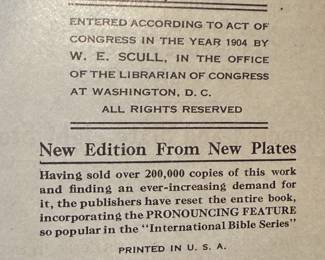 ENTERED ACCORDING TO ACT OF
CONGRESS IN THE YEAR 1904 BY
W. E. SCULL, IN THE OFFICE
OF THE LIBRARIAN OF CONGRESS
AT WASHINGTON, D. C.
ALL RIGHTS RESERVED
New Edition From New Plates
Having sold over 200,000 copies of this work
and finding an ever-increasing demand for
it, the publishers have reset the entire book,
incorporating the PRONOUNCING FEATURE
so popular in the "International Bible Series"
PRINTED IN U. S. A.